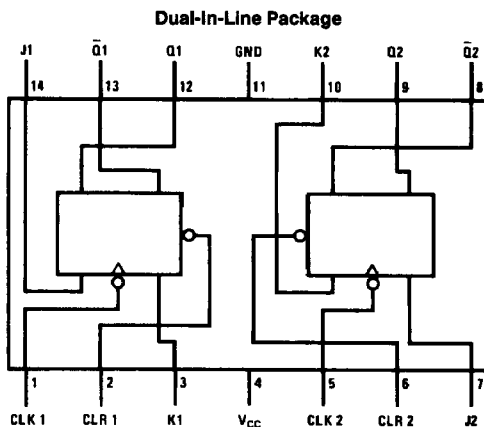 Dual-In-Line Package
J1 Q̅1 Q1 GND K2 Q2 Q̅2
14 13 12 11 10 9 8
1 2 3 4 5 6 7
CLK 1 CLR 1 K1 VCC CLK 2 CLR 2 J2